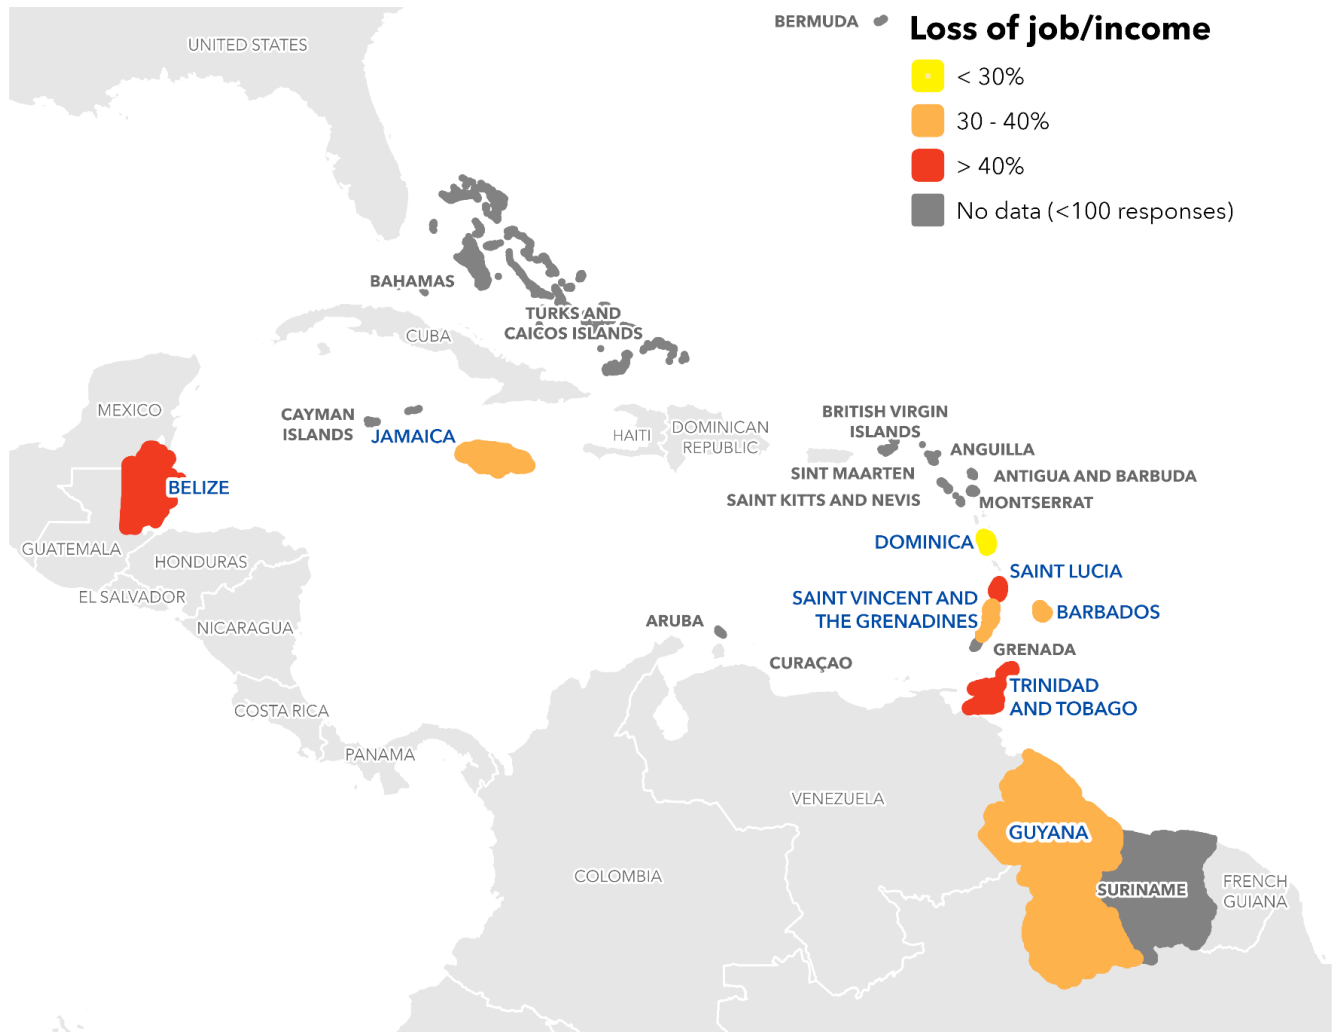 BERMUDA
Loss of job/income
< 30%
30 - 40%
> 40%
No data (<100 responses)
UNITED STATES
BAHAMAS
TURKS AND
CAICOS ISLANDS
CUBA
MEXICO
CAYMAN
ISLANDS
JAMAICA
HAITI
DOMINICAN
REPUBLIC
BRITISH VIRGIN
ISLANDS
ANGUILLA
SINT MAARTEN
ANTIGUA AND BARBUDA
SAINT KITTS AND NEVIS
MONTSERRAT
BELIZE
GUATEMALA
HONDURAS
EL SALVADOR
NICARAGUA
DOMINICA
SAINT LUCIA
SAINT VINCENT AND
THE GRENADINES
BARBADOS
ARUBA
GRENADA
CURAÇAO
TRINIDAD
AND TOBAGO
COSTA RICA
PANAMA
VENEZUELA
GUYANA
COLOMBIA
SURINAME
FRENCH
GUIANA